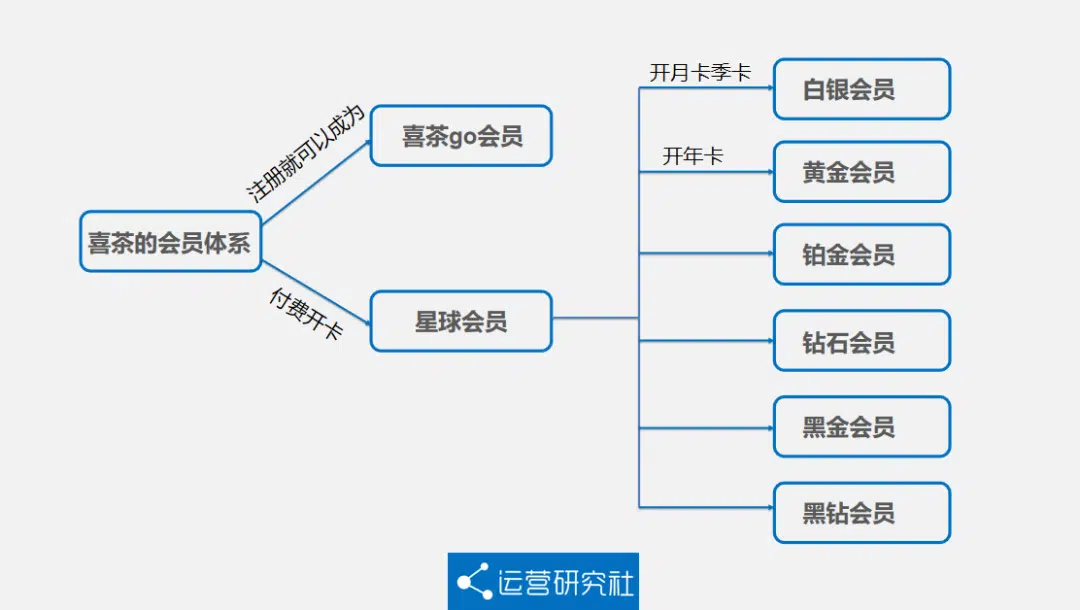 喜茶的会员体系
注册就可以成为
喜茶go会员
付费开卡
星球会员
开月卡季卡
白银会员
开年卡
黄金会员
铂金会员
钻石会员
黑金会员
黑钻会员
运营研究社